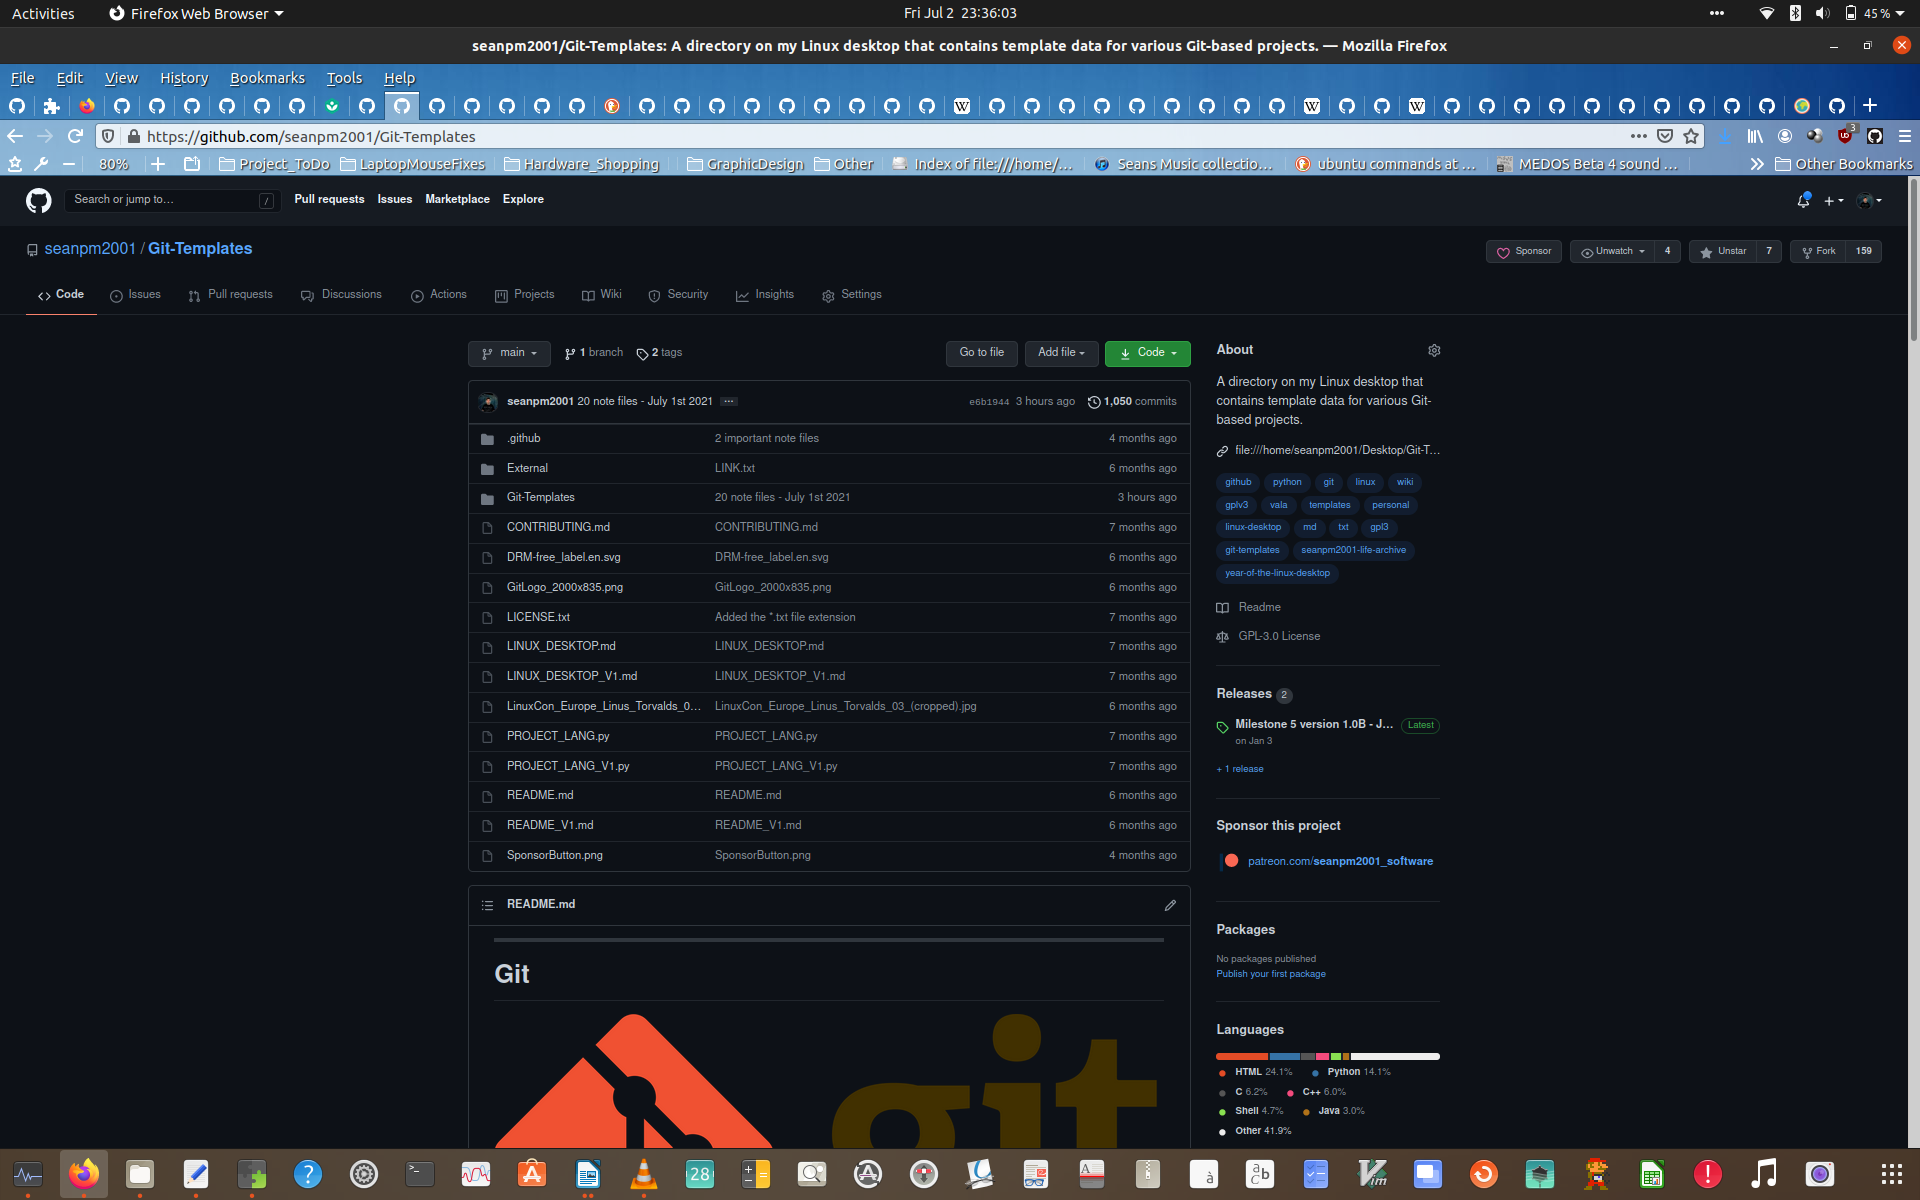 Activities
Firefox Web Browser
Fri Jul 2 23:36:03
45 %
seanpm2001/Git-Templates: A directory on my Linux desktop that contains template data for various Git-based projects. — Mozilla Firefox
File Edit View History Bookmarks Tools Help
https://github.com/seanpm2001/Git-Templates
3
80%
Project_ToDo
LaptopMouseFixes
Hardware_Shopping
GraphicDesign
Other
Index of file:///home/...
Seans Music collectio...
ubuntu commands at ...
MEDOS Beta 4 sound ...
Other Bookmarks
Search or jump to...
/
Pull requests Issues Marketplace Explore
seanpm2001 / Git-Templates
Sponsor
Unwatch 4
Unstar 7
Fork 159
Code Issues Pull requests Discussions Actions Projects Wiki Security Insights Settings
main
1 branch
2 tags
Go to file
Add file
Code
seanpm2001 20 note files - July 1st 2021 ...
e6b1944 3 hours ago
1,050 commits
.github 2 important note files 4 months ago
External LINK.txt 6 months ago
Git-Templates 20 note files - July 1st 2021 3 hours ago
CONTRIBUTING.md CONTRIBUTING.md 7 months ago
DRM-free_label.en.svg DRM-free_label.en.svg 6 months ago
GitLogo_2000x835.png GitLogo_2000x835.png 6 months ago
LICENSE.txt Added the *.txt file extension 7 months ago
LINUX_DESKTOP.md LINUX_DESKTOP.md 7 months ago
LINUX_DESKTOP_V1.md LINUX_DESKTOP_V1.md 7 months ago
LinuxCon_Europe_Linus_Torvalds_0... LinuxCon_Europe_Linus_Torvalds_03_(cropped).jpg 6 months ago
PROJECT_LANG.py PROJECT_LANG.py 7 months ago
PROJECT_LANG_V1.py PROJECT_LANG_V1.py 7 months ago
README.md README.md 6 months ago
README_V1.md README_V1.md 6 months ago
SponsorButton.png SponsorButton.png 4 months ago
README.md
Git
git
About
A directory on my Linux desktop that
contains template data for various Git-
based projects.
file:///home/seanpm2001/Desktop/Git-T...
github python git linux wiki
gplv3 vala templates personal
linux-desktop md txt gpl3
git-templates seanpm2001-life-archive
year-of-the-linux-desktop
Readme
GPL-3.0 License
Releases 2
Milestone 5 version 1.0B - J... Latest
on Jan 3
+ 1 release
Sponsor this project
patreon.com/seanpm2001_software
Packages
No packages published
Publish your first package
Languages
HTML 24.1% Python 14.1%
C 6.2% C++ 6.0%
Shell 4.7% Java 3.0%
Other 41.9%
28